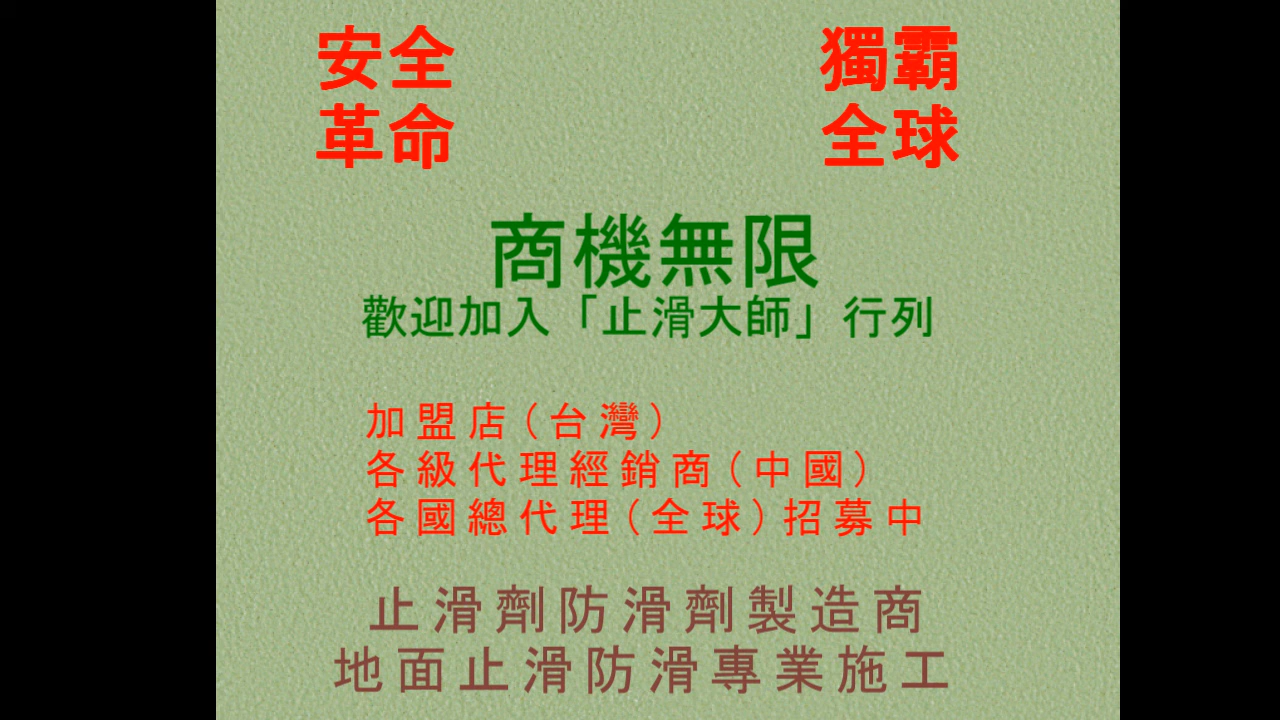 安全
革命
獨霸
全球
商機無限
歡迎加入「止滑大師」行列
加盟店(台灣)
各級代理經銷商(中國)
各國總代理(全球)招募中
止滑劑防滑劑製造商
地面止滑防滑專業施工